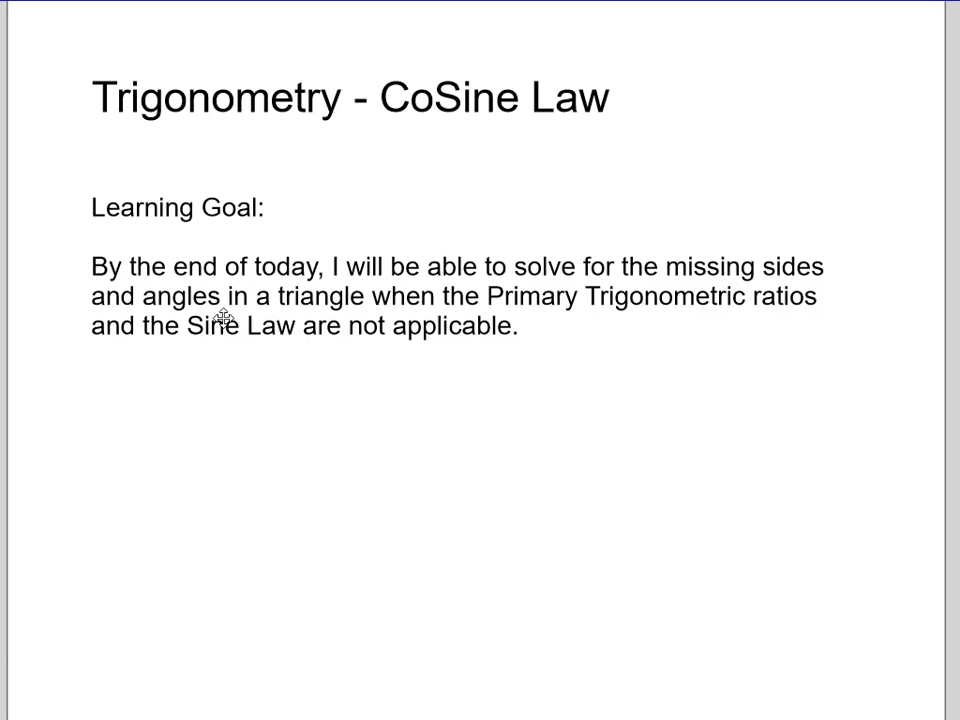 Trigonometry - CoSine Law
Learning Goal:
By the end of today, I will be able to solve for the missing sides
and angles in a triangle when the Primary Trigonometric ratios
and the Sine Law are not applicable.